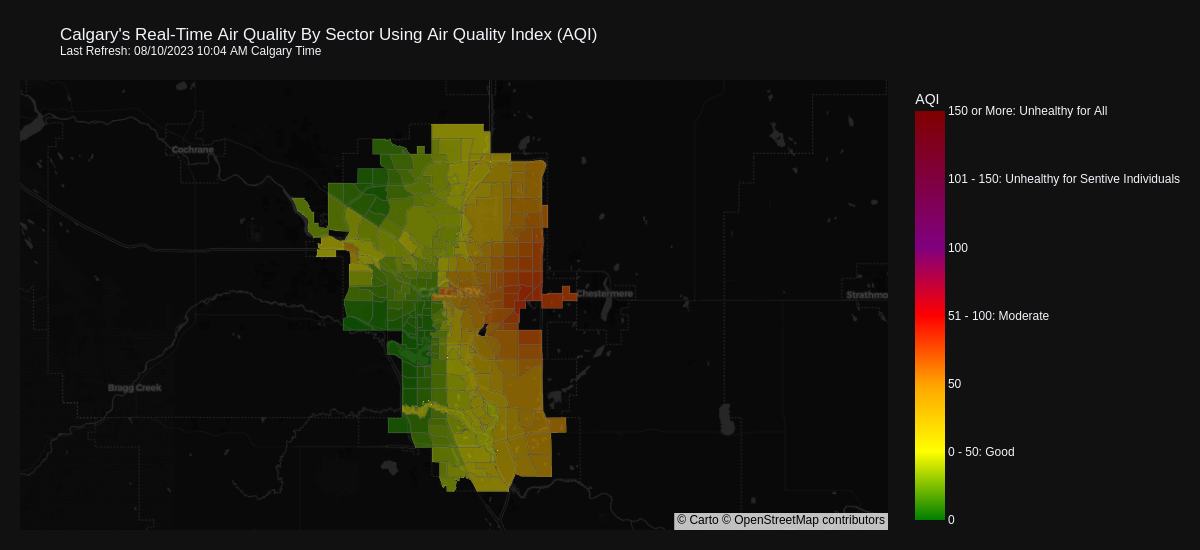 Calgary's Real-Time Air Quality By Sector Using Air Quality Index (AQI)
Last Refresh: 08/10/2023 10:04 AM Calgary Time
AQI
150 or More: Unhealthy for All
Cochrane
101 - 150: Unhealthy for Sentive Individuals
100
CALGARY
Chestermere
Strathmo
51 - 100: Moderate
50
Bragg Creek
0 - 50: Good
0
© Carto © OpenStreetMap contributors